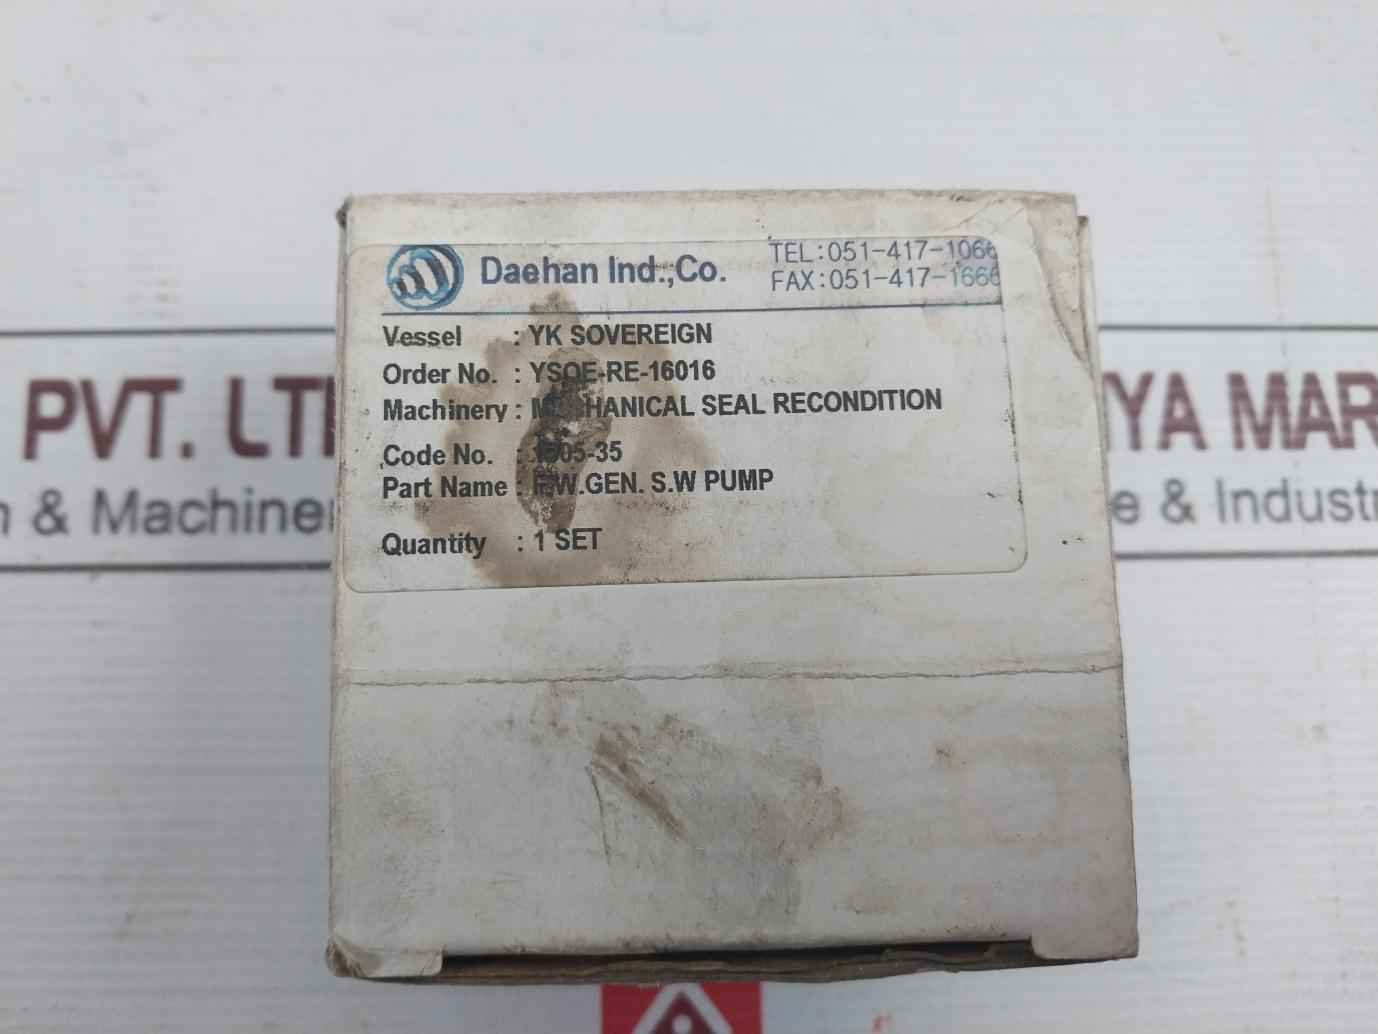 Daehan Ind.,Co.
TEL:051-417-1066
FAX:051-417-1666
Vessel : YK SOVEREIGN
Order No. : YSOE-RE-16016
Machinery : MECHANICAL SEAL RECONDITION
Code No. :
Part Name : F.W.GEN. S.W PUMP
Quantity : 1 SET
PVT. LT
YA MAR
& Machine
& Indust